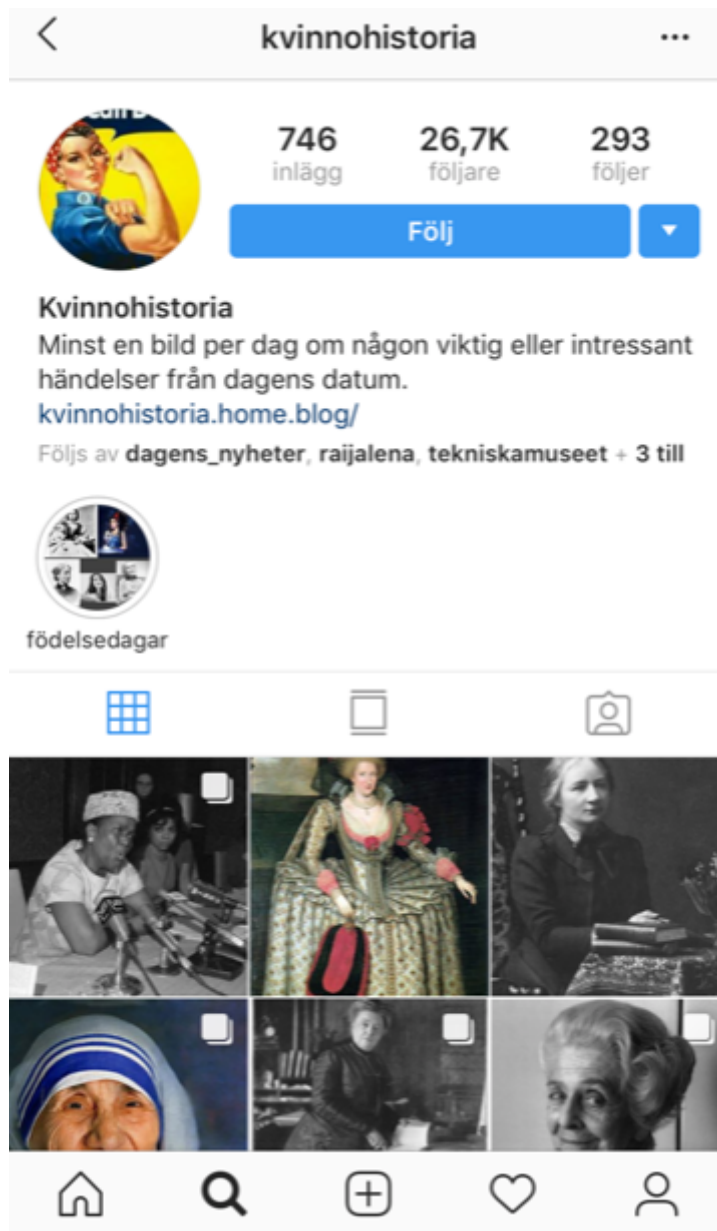 kvinnohistoria
746 26,7K 293
inlägg följare följer
Följ
Kvinnohistoria
Minst en bild per dag om någon viktig eller intressant
händelser från dagens datum.
kvinnohistoria.home.blog/
Följs av dagens_nyheter, raijalena, tekniskamuseet + 3 till
födelsedagar